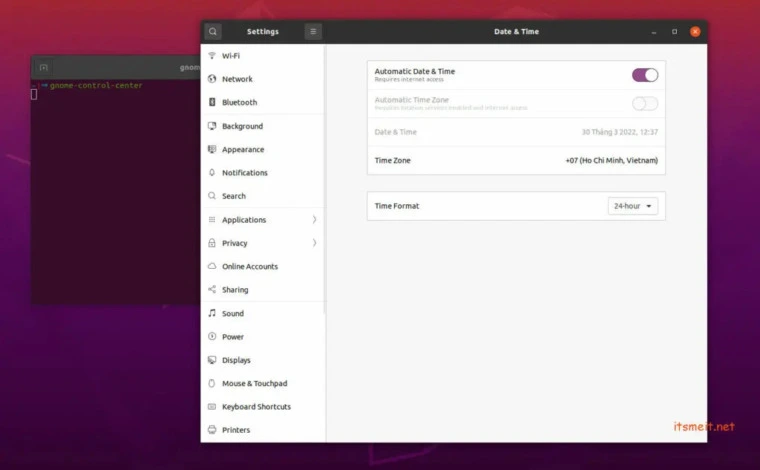 Settings
Date & Time
gnome-control-center
Wi-Fi
Network
Bluetooth
Background
Appearance
Notifications
Search
Applications
Privacy
Online Accounts
Sharing
Sound
Power
Displays
Mouse & Touchpad
Keyboard Shortcuts
Printers
Automatic Date & Time
Requires internet access
Automatic Time Zone
Requires location services enabled and internet access
Date & Time
30 Tháng 3 2022, 12:37
Time Zone
+07 (Ho Chi Minh, Vietnam)
Time Format
24-hour
itsmeit.net